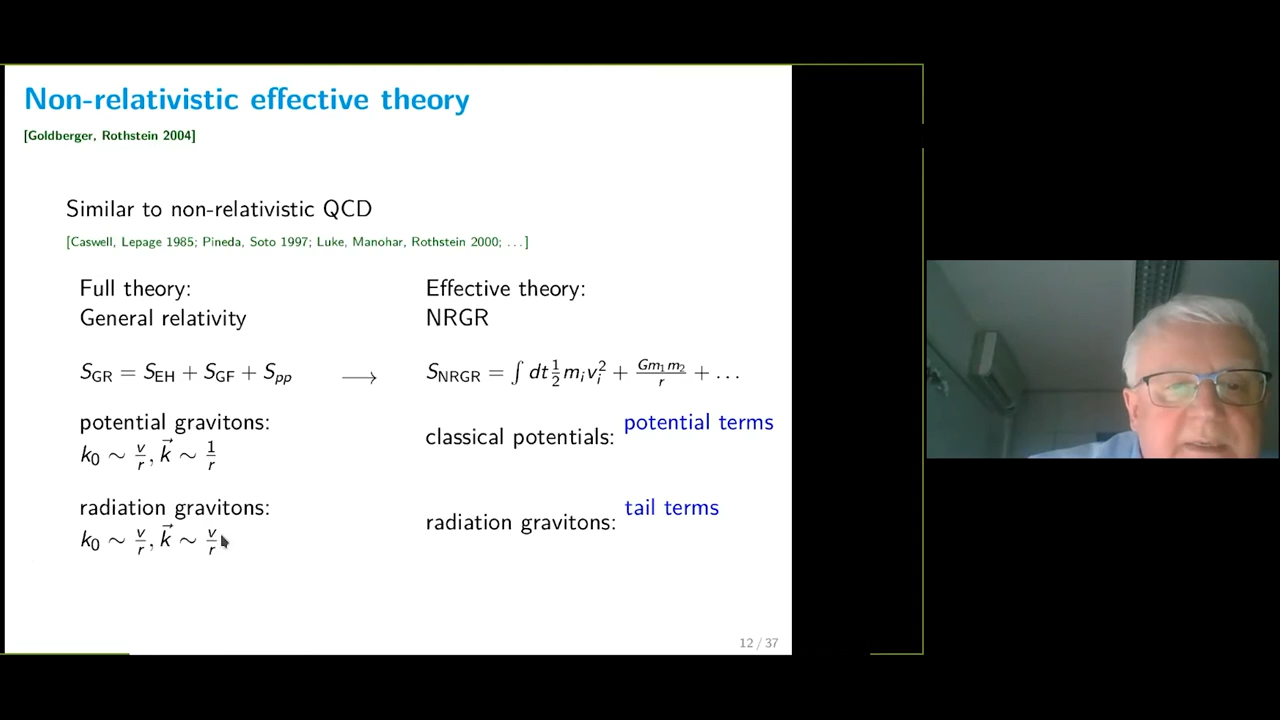 Non-relativistic effective theory
[Goldberger, Rothstein 2004]
Similar to non-relativistic QCD
[Caswell, Lepage 1985; Pineda, Soto 1997; Luke, Manohar, Rothstein 2000; ...]
Full theory: Effective theory:
General relativity NRGR
S_GR = S_EH + S_GF + S_pp ⟶ S_NRGR = ∫ dt ½ m_i v_i² + Gm₁m₂/r + ...
potential gravitons: classical potentials: potential terms
k₀ ∼ v/r, k⃗ ∼ 1/r
radiation gravitons: radiation gravitons: tail terms
k₀ ∼ v/r, k⃗ ∼ v/r
12 / 37